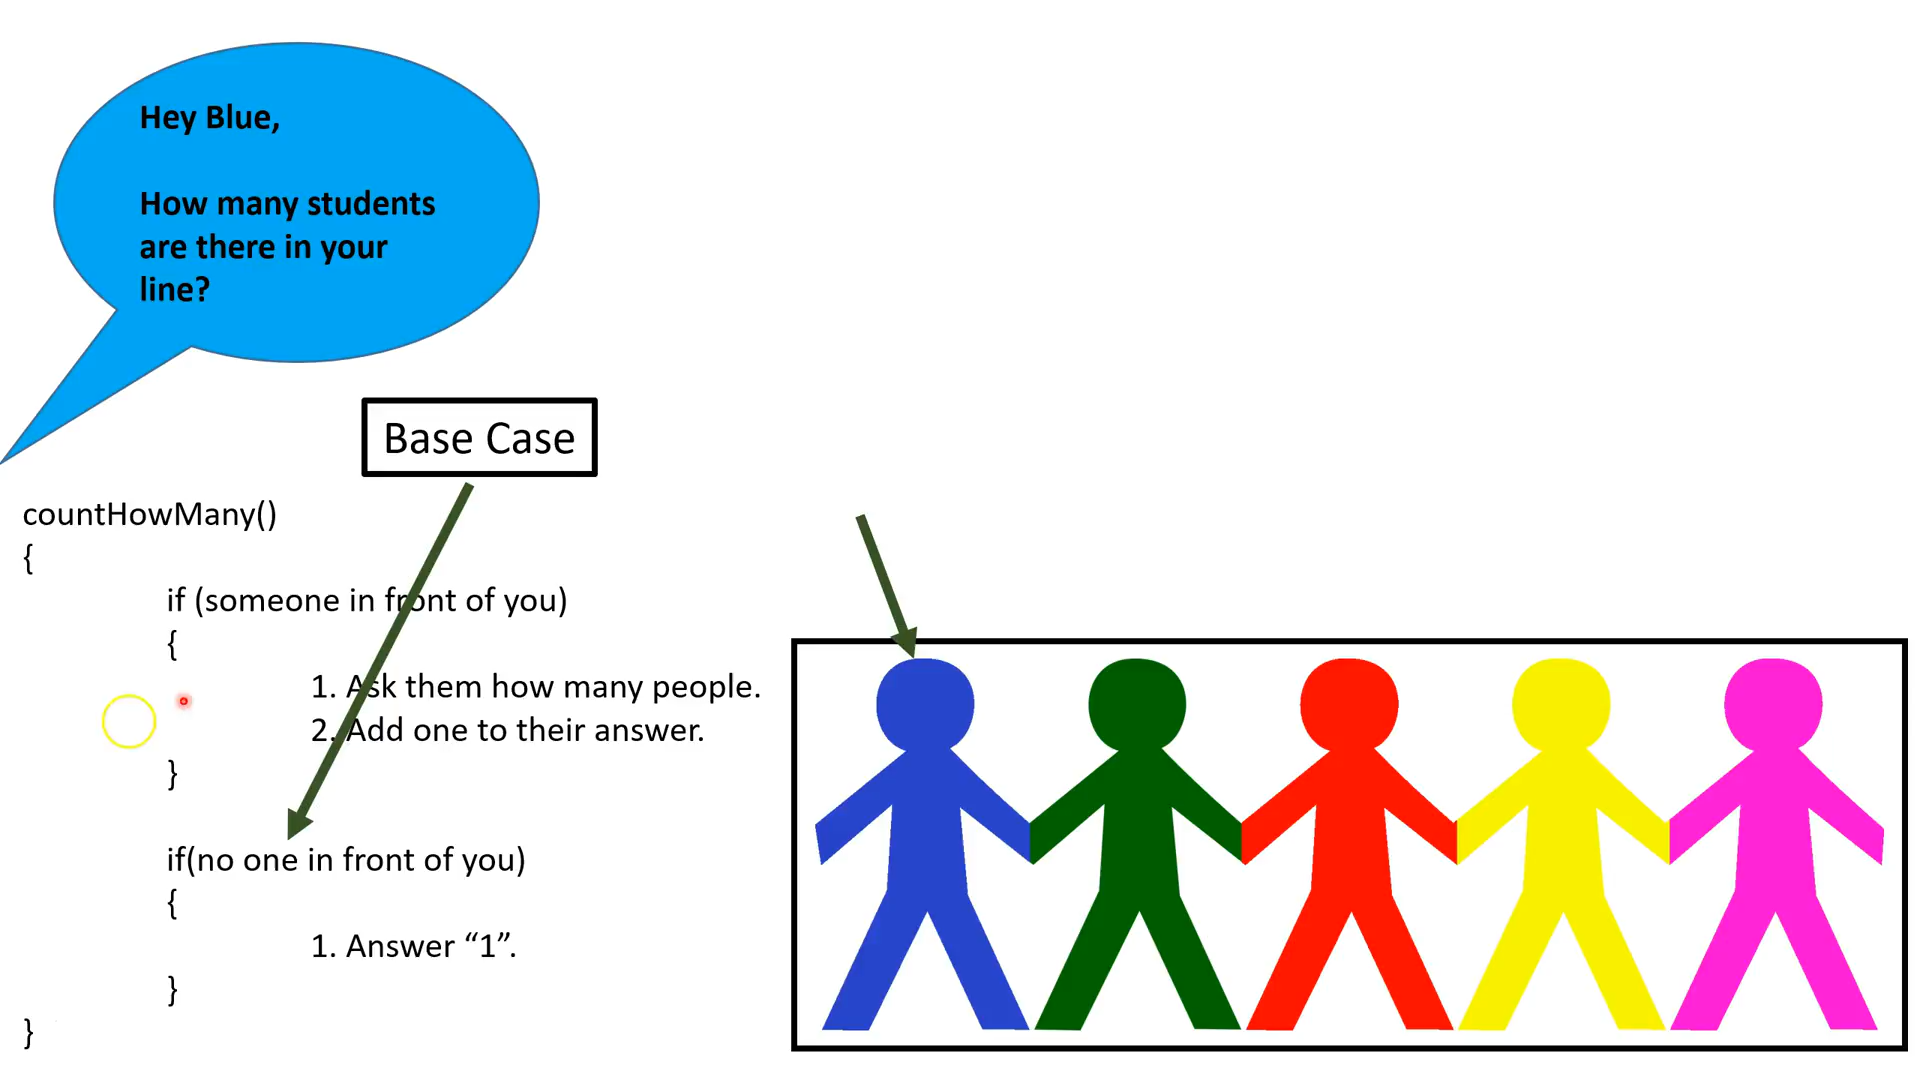 Hey Blue,
How many students
are there in your
line?
Base Case
countHowMany()
{
if (someone in front of you)
{
1. Ask them how many people.
2. Add one to their answer.
}
if(no one in front of you)
{
1. Answer “1”.
}
}